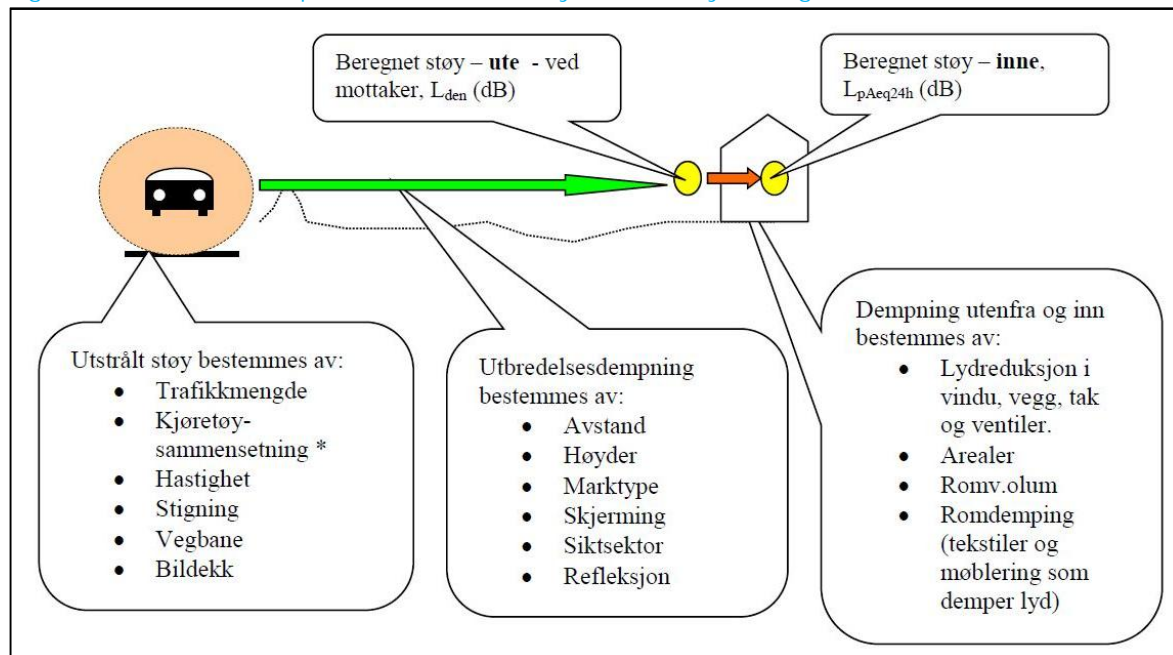 Beregnet støy – ute - ved
mottaker, Lden (dB)
Beregnet støy – inne,
LpAeq24h (dB)
Utstrålt støy bestemmes av:
• Trafikkmengde
• Kjøretøy-
sammensetning *
• Hastighet
• Stigning
• Vegbane
• Bildekk
Utbredelsesdempning
bestemmes av:
• Avstand
• Høyder
• Marktype
• Skjerming
• Siktsektor
• Refleksjon
Dempning utenfra og inn
bestemmes av:
• Lydreduksjon i
vindu, vegg, tak
og ventiler.
• Arealer
• Romv.olum
• Romdemping
(tekstiler og
møblering som
demper lyd)